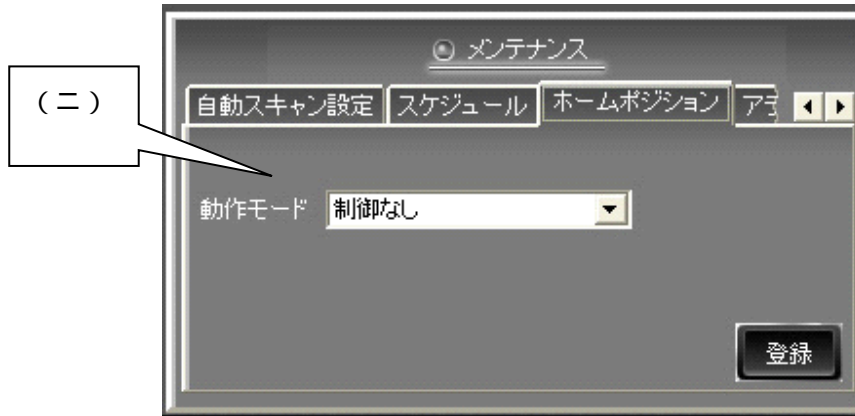 メンテナンス
(ニ)
自動スキャン設定 スケジュール ホームポジション
動作モード 制御なし
登録